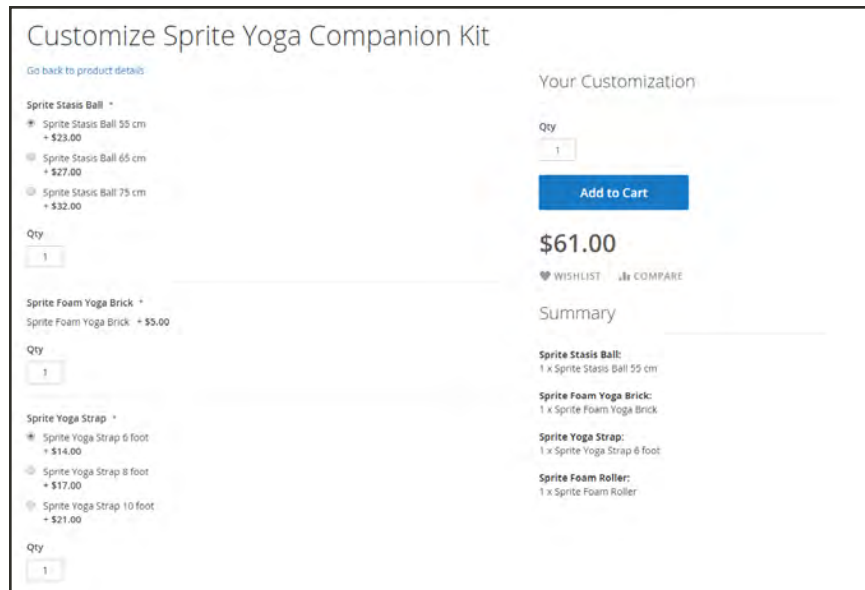 Customize Sprite Yoga Companion Kit
Go back to product details
Sprite Stasis Ball *
Sprite Stasis Ball 55 cm
+ $23.00
Sprite Stasis Ball 65 cm
+ $27.00
Sprite Stasis Ball 75 cm
+ $32.00
Qty
1
Sprite Foam Yoga Brick *
Sprite Foam Yoga Brick + $5.00
Qty
1
Sprite Yoga Strap *
Sprite Yoga Strap 6 foot
+ $14.00
Sprite Yoga Strap 8 foot
+ $17.00
Sprite Yoga Strap 10 foot
+ $21.00
Qty
1
Your Customization
Qty
1
Add to Cart
$61.00
WISHLIST COMPARE
Summary
Sprite Stasis Ball:
1 x Sprite Stasis Ball 55 cm
Sprite Foam Yoga Brick:
1 x Sprite Foam Yoga Brick
Sprite Yoga Strap:
1 x Sprite Yoga Strap 6 foot
Sprite Foam Roller:
1 x Sprite Foam Roller